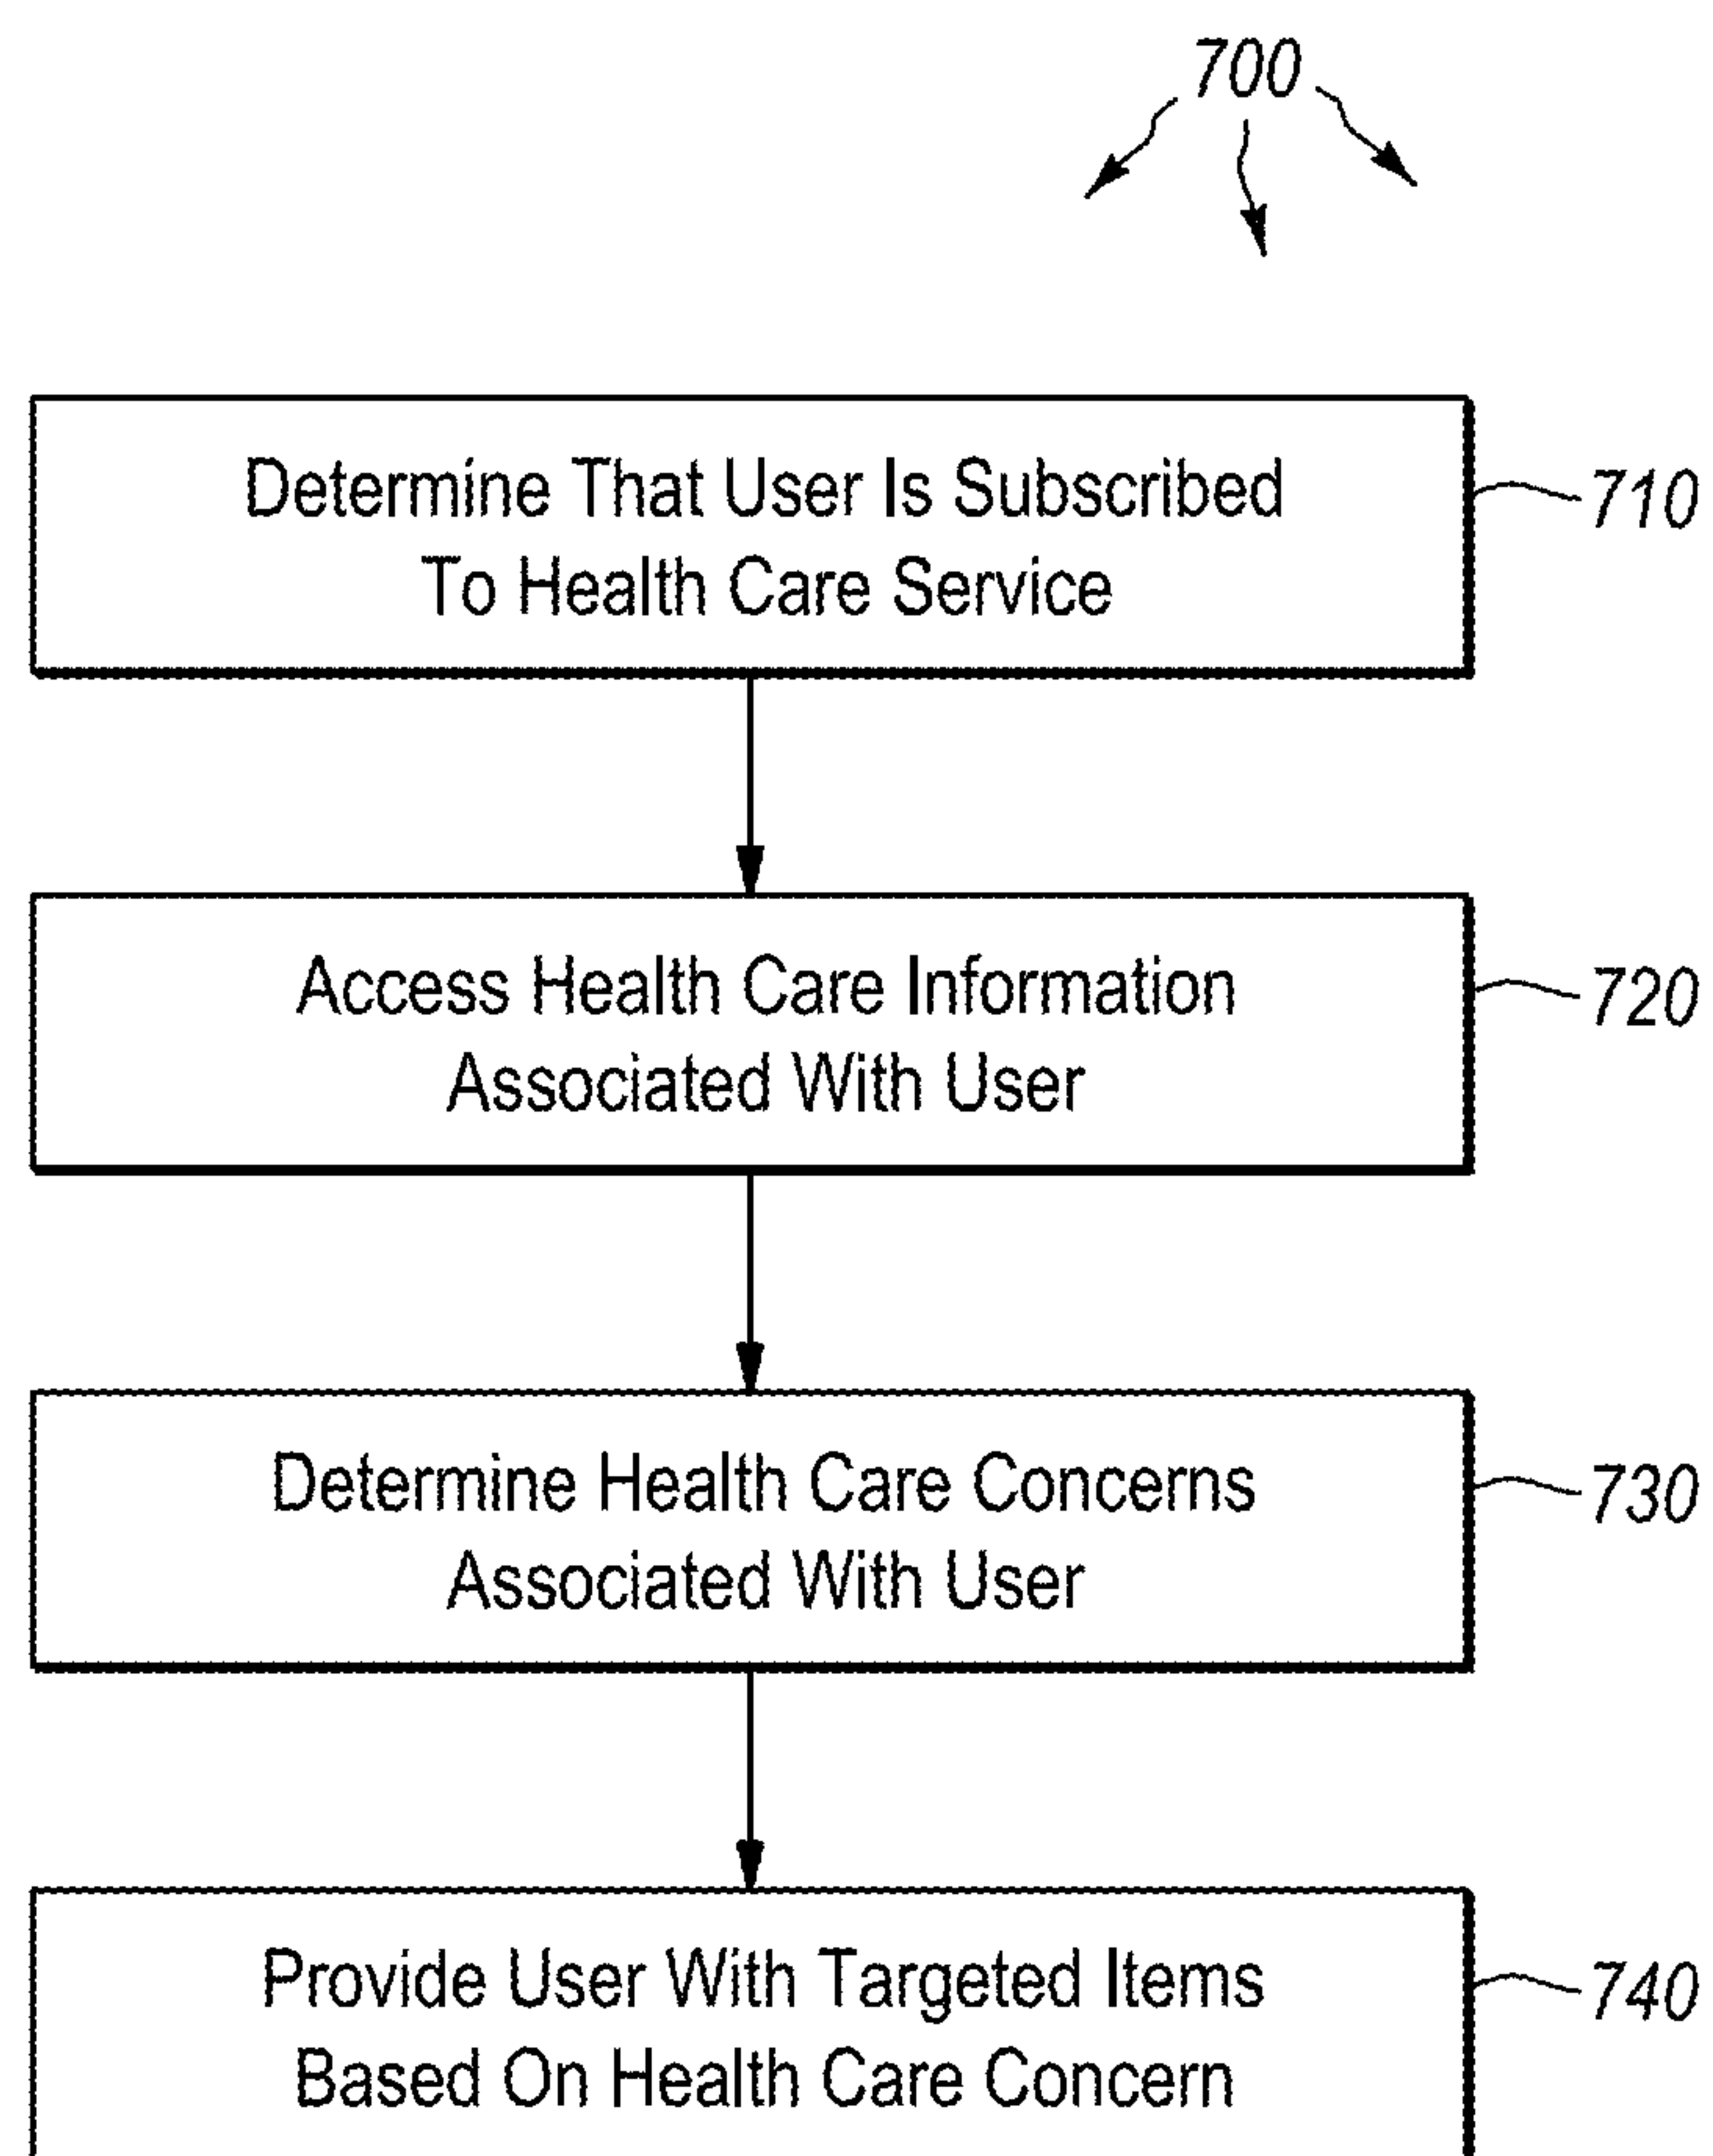 700
Determine That User Is Subscribed
To Health Care Service
710
Access Health Care Information
Associated With User
720
Determine Health Care Concerns
Associated With User
730
Provide User With Targeted Items
Based On Health Care Concern
740